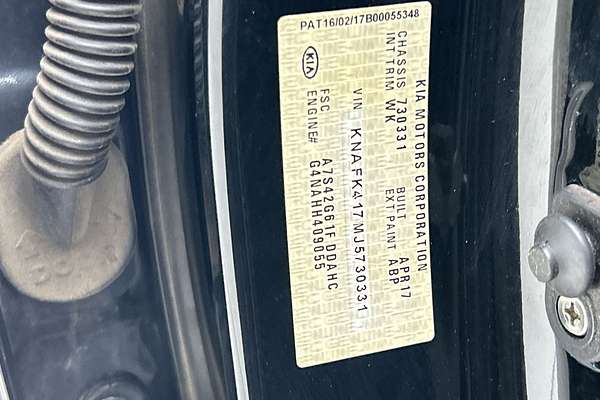 PAT16/02/17B00055348
KIA MOTORS CORPORATION
CHASSIS 730331 BUILT APR17
INT TRIM WK EXT PAINT ABP
KIA
VIN KNAFK417MJ5730331
FSC A7S42G61F DDAHC
ENGINE# G4NAHH409055